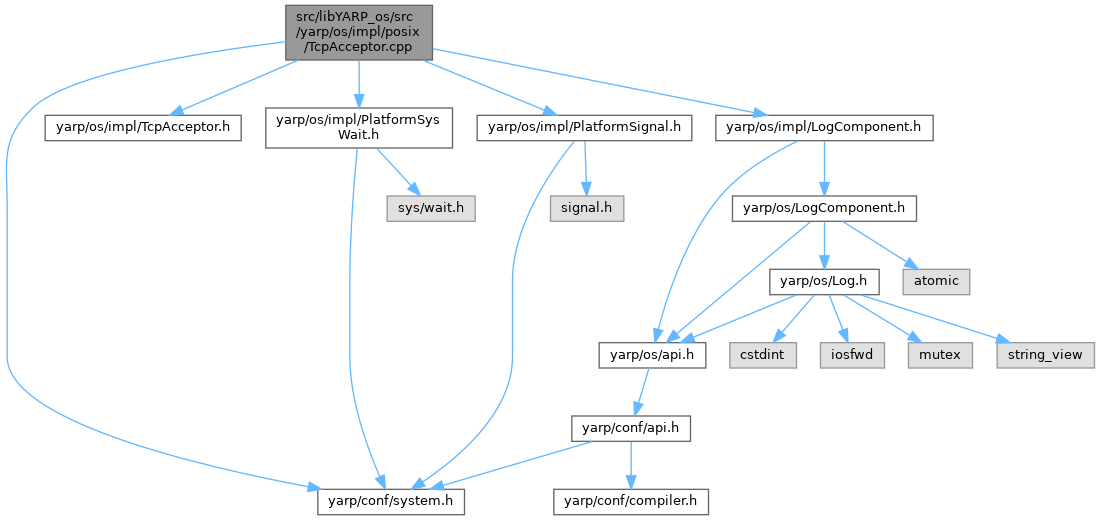 src/libYARP_os/src
/yarp/os/impl/posix
/TcpAcceptor.cpp
yarp/os/impl/TcpAcceptor.h
yarp/os/impl/PlatformSys
Wait.h
yarp/os/impl/PlatformSignal.h
yarp/os/impl/LogComponent.h
sys/wait.h
signal.h
yarp/os/LogComponent.h
yarp/os/Log.h
atomic
yarp/os/api.h
cstdint
iosfwd
mutex
string_view
yarp/conf/api.h
yarp/conf/system.h
yarp/conf/compiler.h